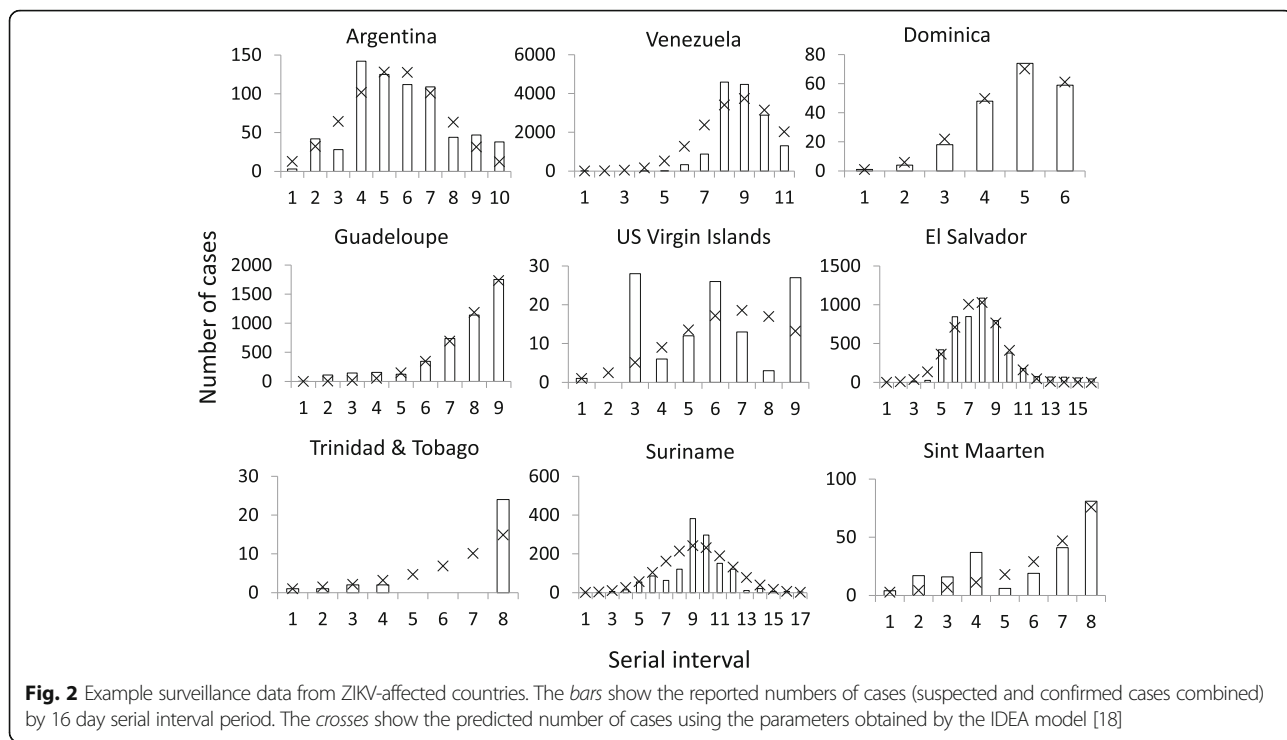 Argentina
150
100
50
0
1 2 3 4 5 6 7 8 9 10
Venezuela
6000
4000
2000
0
1 3 5 7 9 11
Dominica
80
60
40
20
0
1 2 3 4 5 6
Number of cases
Guadeloupe
2000
1500
1000
500
0
1 2 3 4 5 6 7 8 9
US Virgin Islands
30
20
10
0
1 2 3 4 5 6 7 8 9
El Salvador
1500
1000
500
0
1 3 5 7 9 11 13 15
Trinidad & Tobago
30
20
10
0
1 2 3 4 5 6 7 8
Suriname
600
400
200
0
1 3 5 7 9 11 13 15 17
Sint Maarten
100
50
0
1 2 3 4 5 6 7 8
Serial interval
Fig. 2 Example surveillance data from ZIKV-affected countries. The bars show the reported numbers of cases (suspected and confirmed cases combined)
by 16 day serial interval period. The crosses show the predicted number of cases using the parameters obtained by the IDEA model [18]